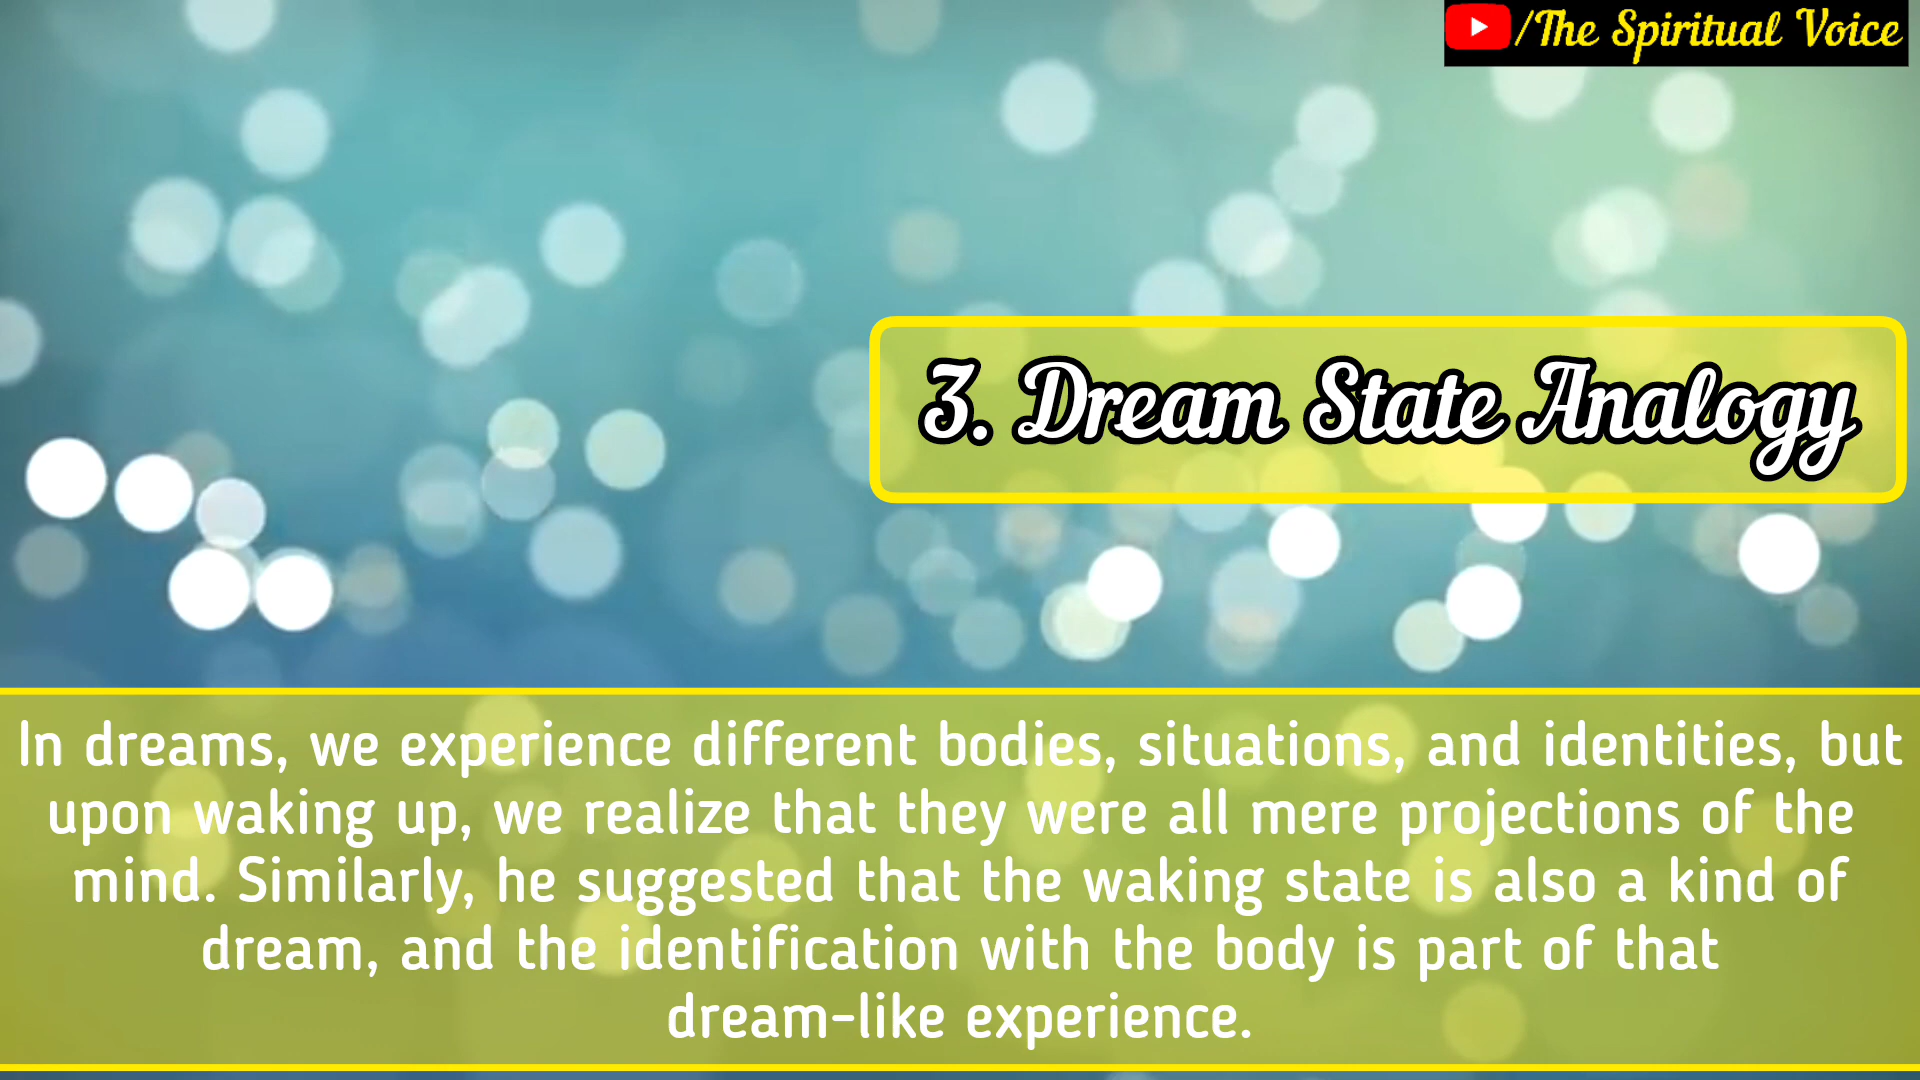 /The Spiritual Voice
3. Dream State Analogy
In dreams, we experience different bodies, situations, and identities, but
upon waking up, we realize that they were all mere projections of the
mind. Similarly, he suggested that the waking state is also a kind of
dream, and the identification with the body is part of that
dream-like experience.